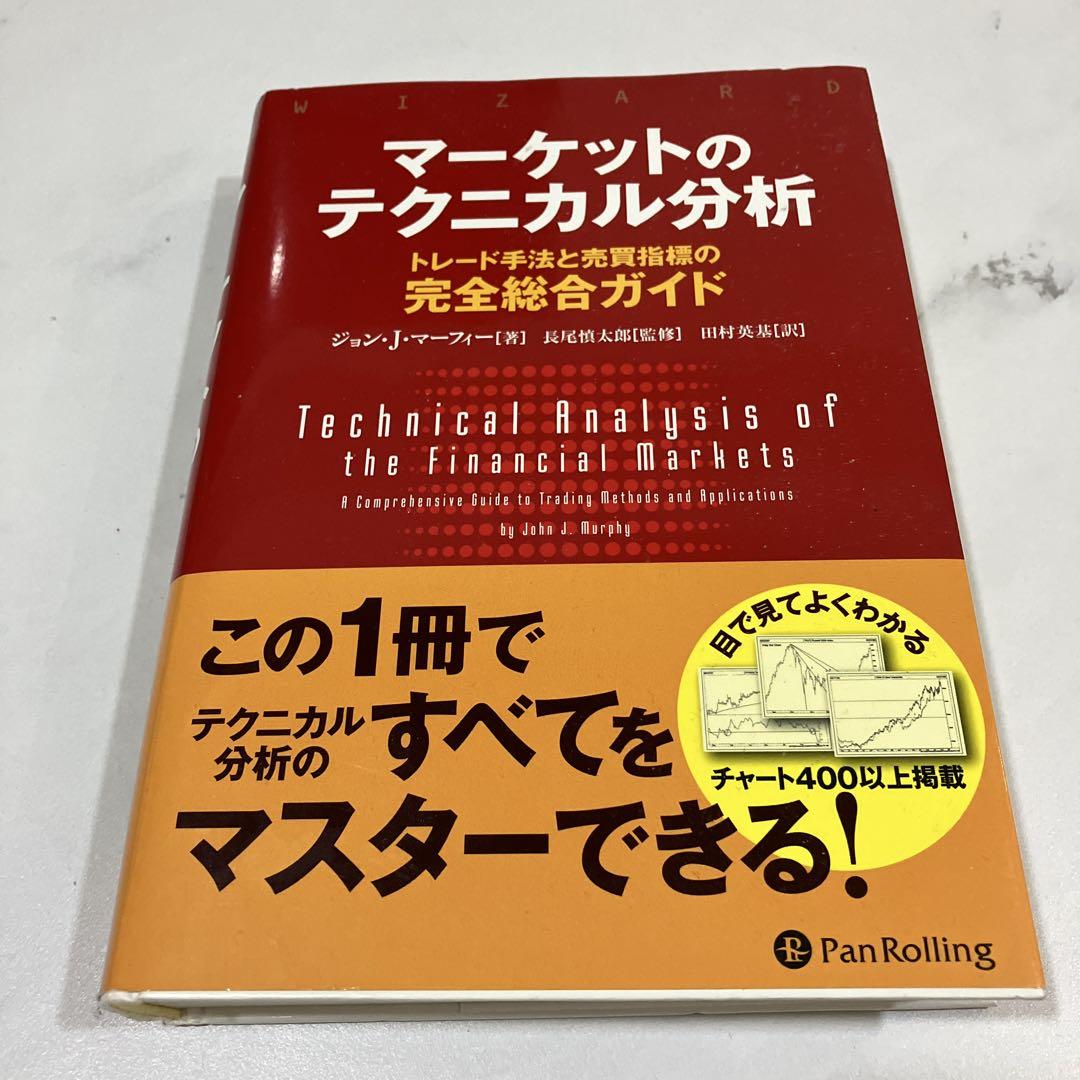 WIZARD
マーケットの
テクニカル分析
トレード手法と売買指標の
完全総合ガイド
ジョン・J・マーフィー[著] 長尾慎太郎[監修] 田村英基[訳]
Technical Analysis of
the Financial Markets
A Comprehensive Guide to Trading Methods and Applications
by John J. Murphy
この1冊で
テクニカル
分析の
すべてを
マスターできる!
目で見てよくわかる
チャート400以上掲載
PanRolling